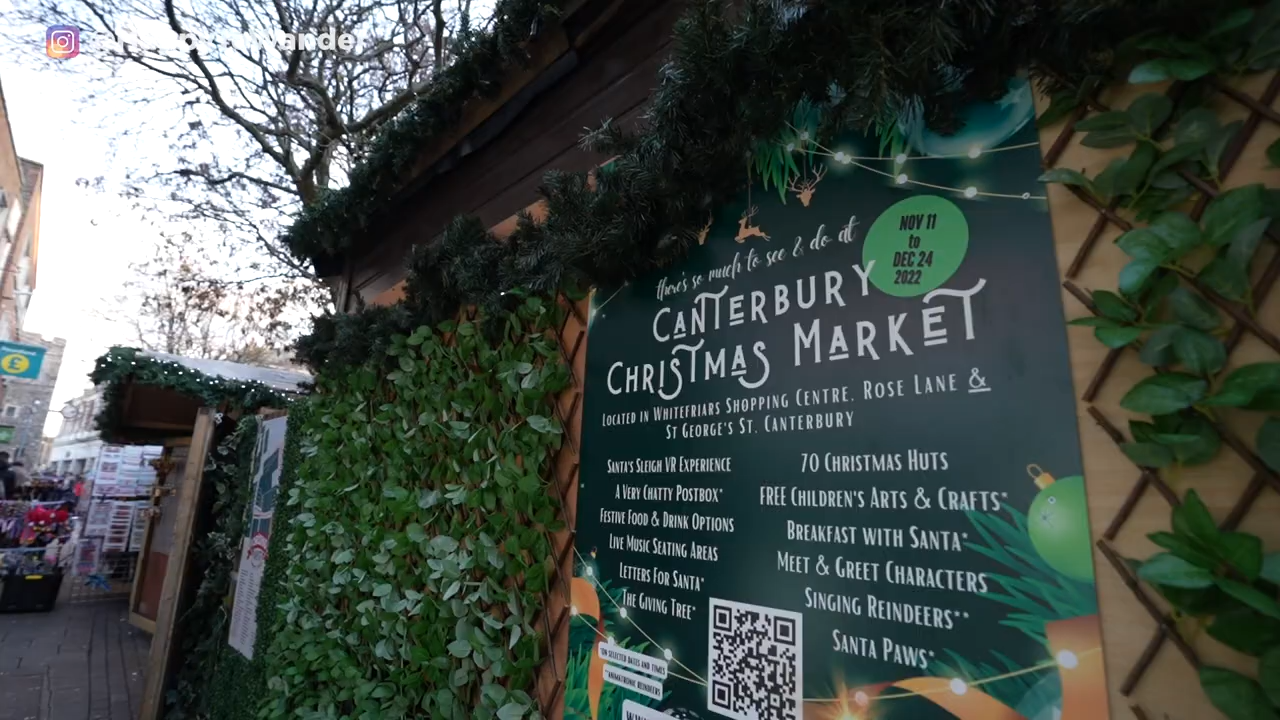 there's so much to see & do at
NOV 11
to
DEC 24
2022
CANTERBURY
CHRISTMAS MARKET
LOCATED IN WHITEFRIARS SHOPPING CENTRE, ROSE LANE &
ST GEORGE'S ST, CANTERBURY
SANTA'S SLEIGH VR EXPERIENCE
A VERY CHATTY POSTBOX*
FESTIVE FOOD & DRINK OPTIONS
LIVE MUSIC SEATING AREAS
LETTERS FOR SANTA*
THE GIVING TREE*
70 CHRISTMAS HUTS
FREE CHILDREN'S ARTS & CRAFTS*
BREAKFAST WITH SANTA*
MEET & GREET CHARACTERS
SINGING REINDEERS**
SANTA PAWS*
*ON SELECTED DATES AND TIMES
**ANIMATRONIC REINDEERS